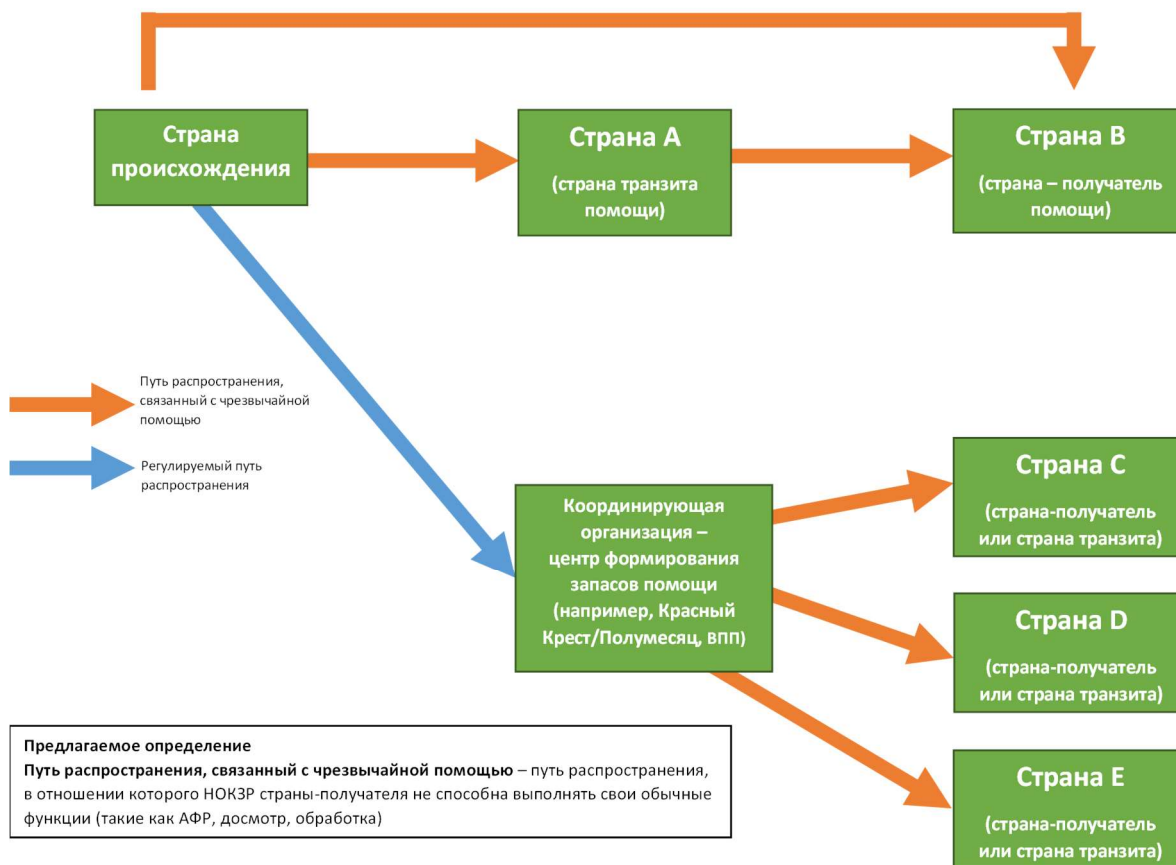 Страна
происхождения
Страна A
(страна транзита
помощи)
Страна B
(страна – получатель
помощи)
Путь распространения,
связанный с чрезвычайной
помощью
Регулируемый путь
распространения
Координирующая
организация –
центр формирования
запасов помощи
(например, Красный
Крест/Полумесяц, ВПП)
Страна C
(страна-получатель
или страна транзита)
Страна D
(страна-получатель
или страна транзита)
Страна E
(страна-получатель
или страна транзита)
Предлагаемое определение
Путь распространения, связанный с чрезвычайной помощью – путь распространения,
в отношении которого НОКЗР страны-получателя не способна выполнять свои обычные
функции (такие как АФР, досмотр, обработка)